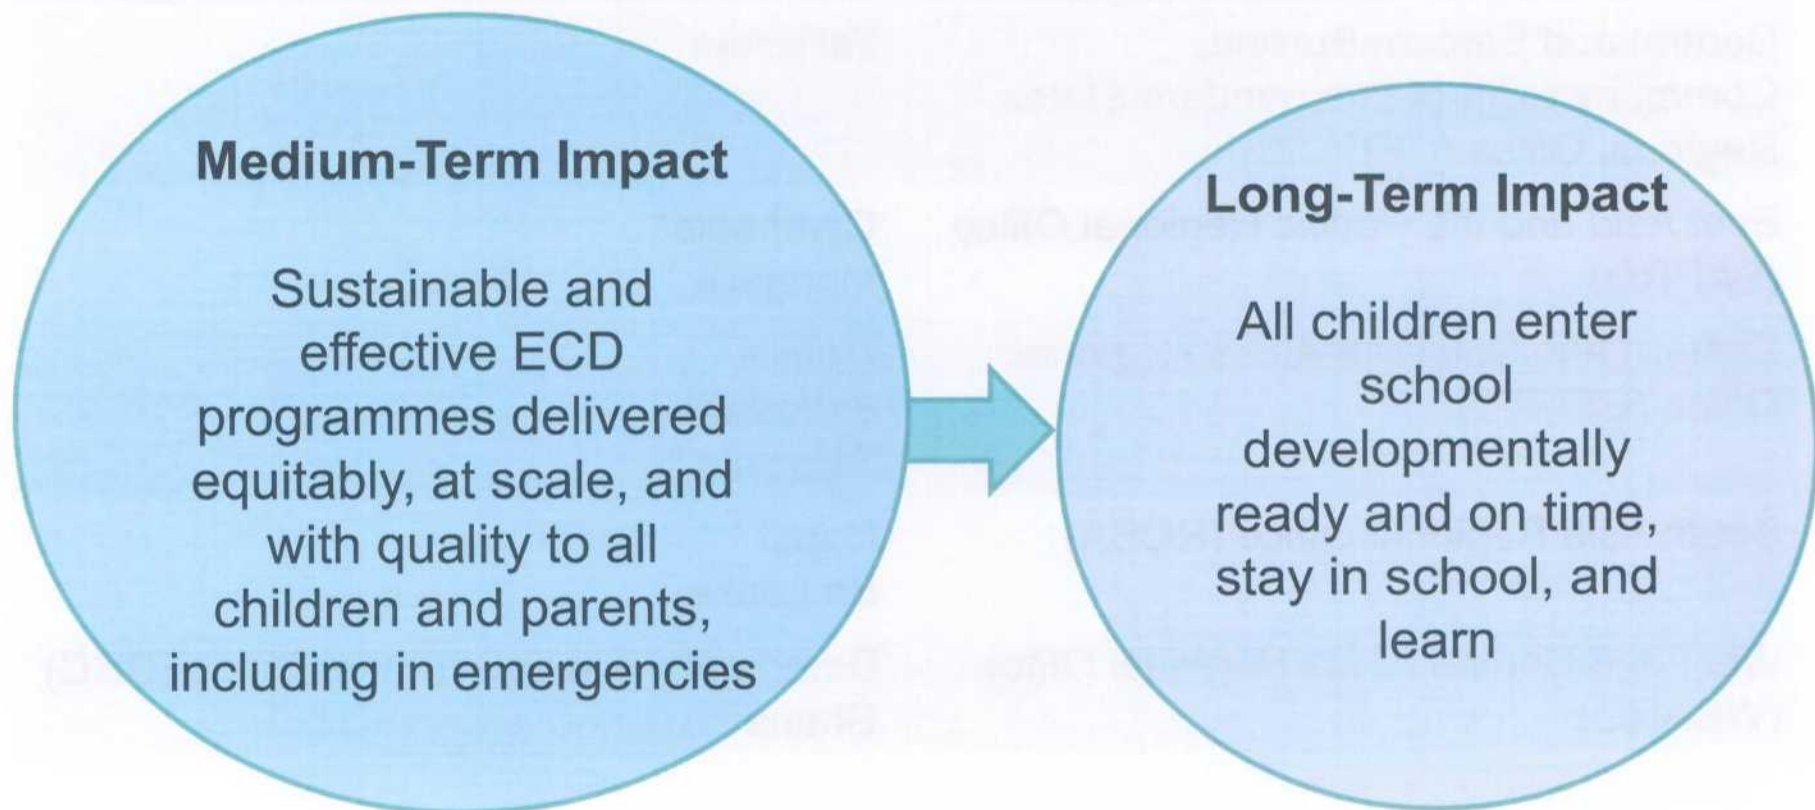 Medium-Term Impact
Sustainable and
effective ECD
programmes delivered
equitably, at scale, and
with quality to all
children and parents,
including in emergencies
Long-Term Impact
All children enter
school
developmentally
ready and on time,
stay in school, and
learn